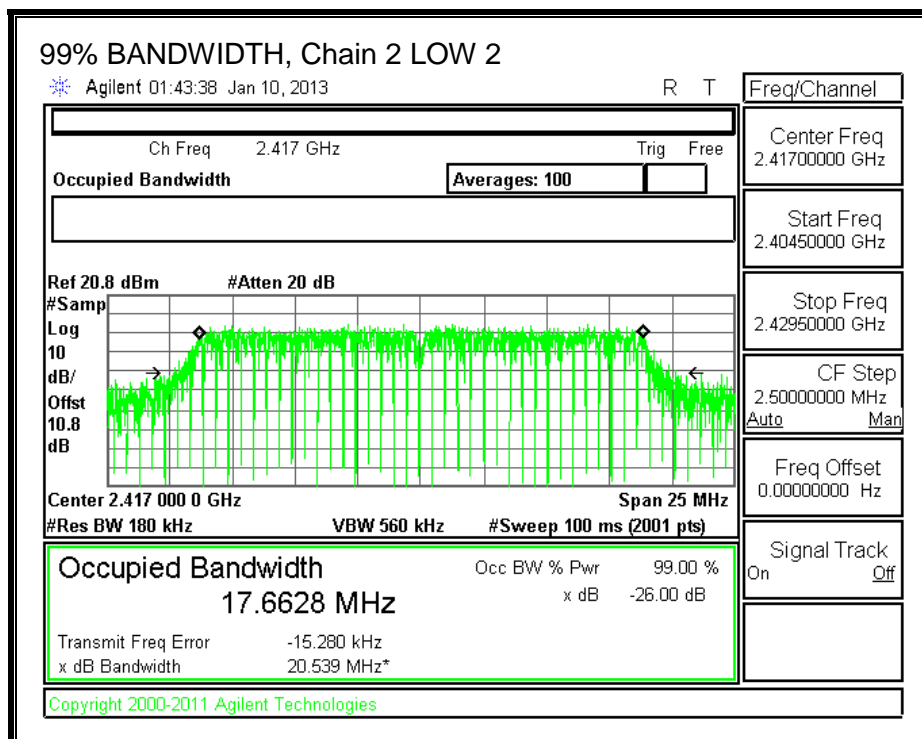 99% BANDWIDTH, Chain 2 LOW 2
Agilent 01:43:38 Jan 10, 2013 R T
Freq/Channel
Ch Freq 2.417 GHz Trig Free
Occupied Bandwidth Averages: 100
Center Freq
2.41700000 GHz
Start Freq
2.40450000 GHz
Stop Freq
2.42950000 GHz
CF Step
2.50000000 MHz
Auto Man
Freq Offset
0.00000000 Hz
Signal Track
On Off
Ref 20.8 dBm #Atten 20 dB
#Samp
Log
10
dB/
Offst
10.8
dB
Center 2.417 000 0 GHz Span 25 MHz
#Res BW 180 kHz VBW 560 kHz #Sweep 100 ms (2001 pts)
Occupied Bandwidth Occ BW % Pwr 99.00 %
17.6628 MHz x dB -26.00 dB
Transmit Freq Error -15.280 kHz
x dB Bandwidth 20.539 MHz*
Copyright 2000-2011 Agilent Technologies